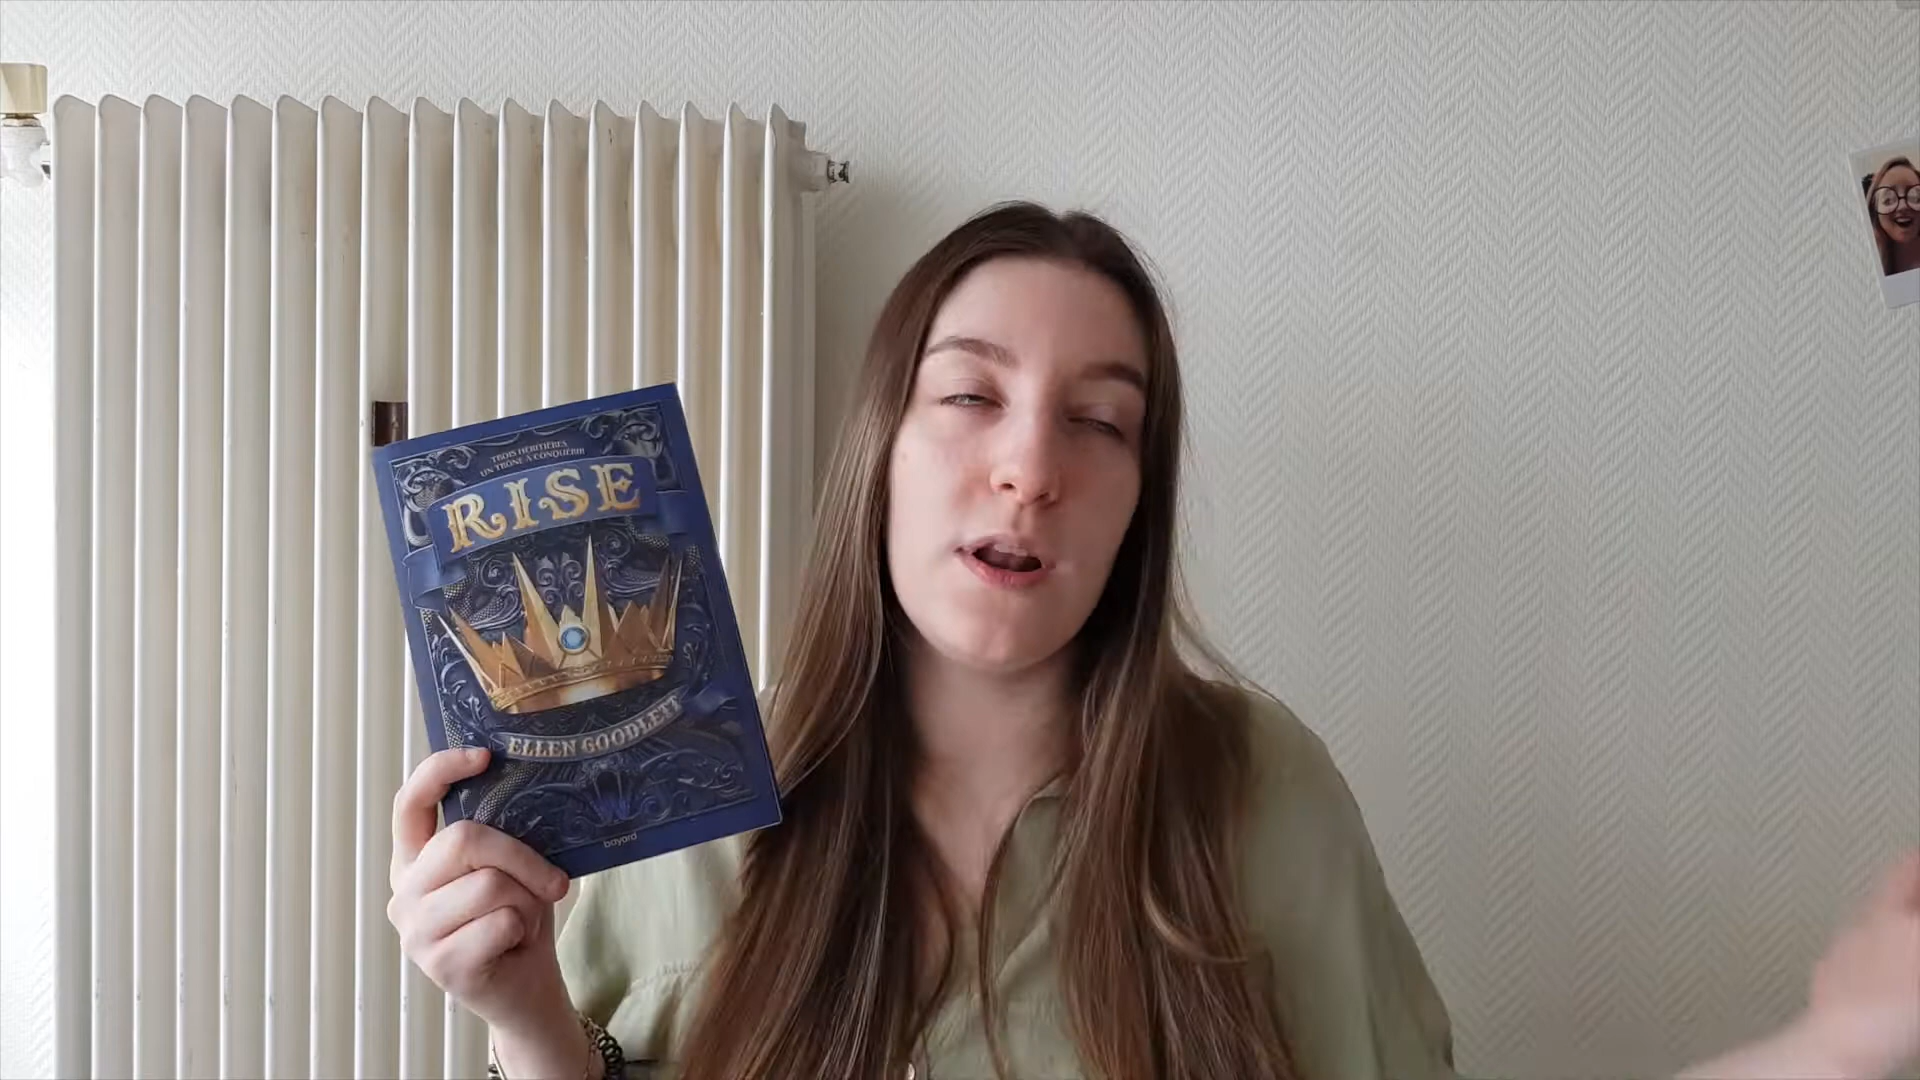 TROIS HÉRITIÈRES
UN TRÔNE À CONQUÉRIR
RISE
ELLEN GOODLETT
bayard